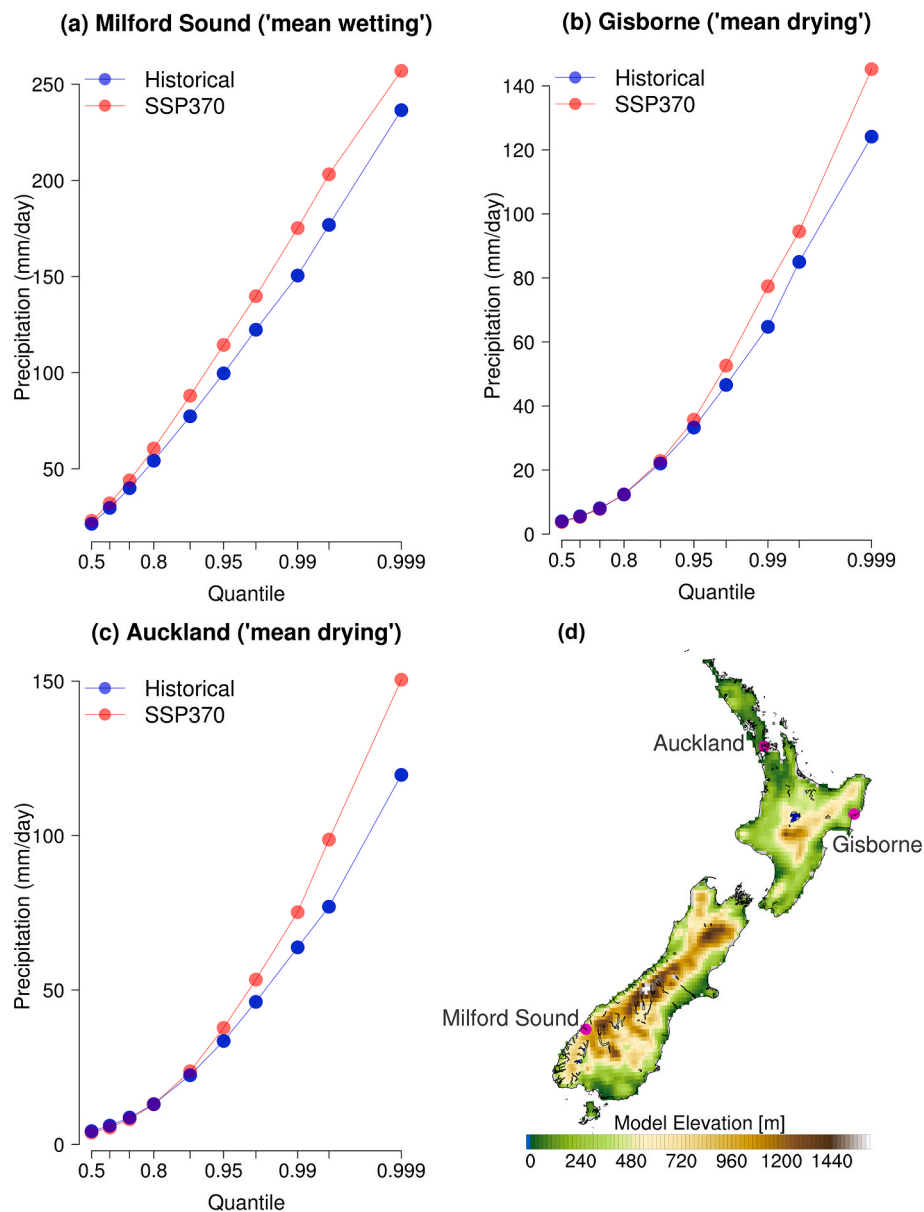 (a) Milford Sound ('mean wetting')
Historical
SSP370
250
200
150
100
50
Precipitation (mm/day)
0.5 0.8 0.95 0.99 0.999
Quantile
(b) Gisborne ('mean drying')
Historical
SSP370
140
120
100
80
60
40
20
0
Precipitation (mm/day)
0.5 0.8 0.95 0.99 0.999
Quantile
(c) Auckland ('mean drying')
Historical
SSP370
150
100
50
0
Precipitation (mm/day)
0.5 0.8 0.95 0.99 0.999
Quantile
(d)
Auckland
Gisborne
Milford Sound
Model Elevation [m]
0 240 480 720 960 1200 1440